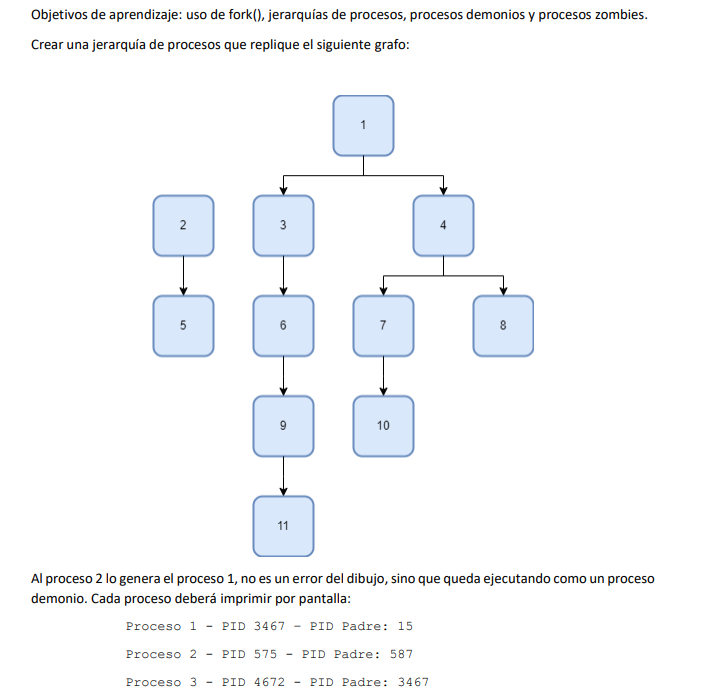 Objetivos de aprendizaje: uso de fork(), jerarquías de procesos, procesos demonios y procesos zombies.
Crear una jerarquía de procesos que replique el siguiente grafo:
1
2
3
4
5
6
7
8
9
10
11
Al proceso 2 lo genera el proceso 1, no es un error del dibujo, sino que queda ejecutando como un proceso
demonio. Cada proceso deberá imprimir por pantalla:
Proceso 1 - PID 3467 - PID Padre: 15
Proceso 2 - PID 575 - PID Padre: 587
Proceso 3 - PID 4672 - PID Padre: 3467